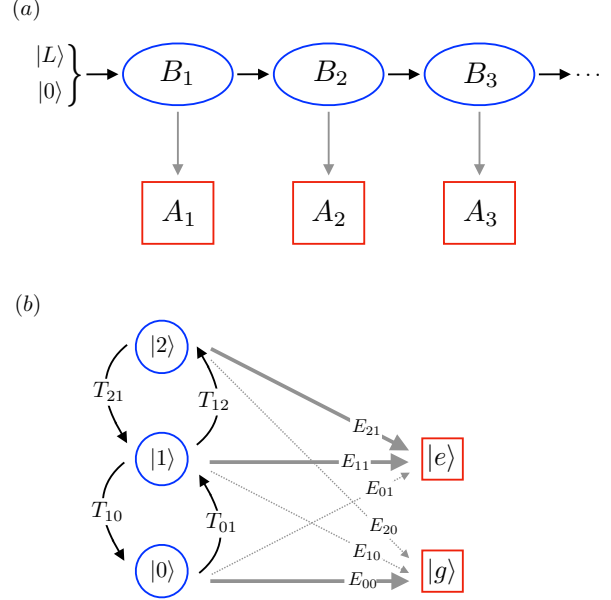 (a)
|L⟩
|0⟩
B₁ B₂ B₃ ···
A₁ A₂ A₃
(b)
|2⟩
T₂₁ T₁₂
E₂₁
|1⟩ E₁₁ |e⟩
E₀₁
T₁₀ T₀₁ E₂₀
E₁₀
|0⟩ E₀₀ |g⟩